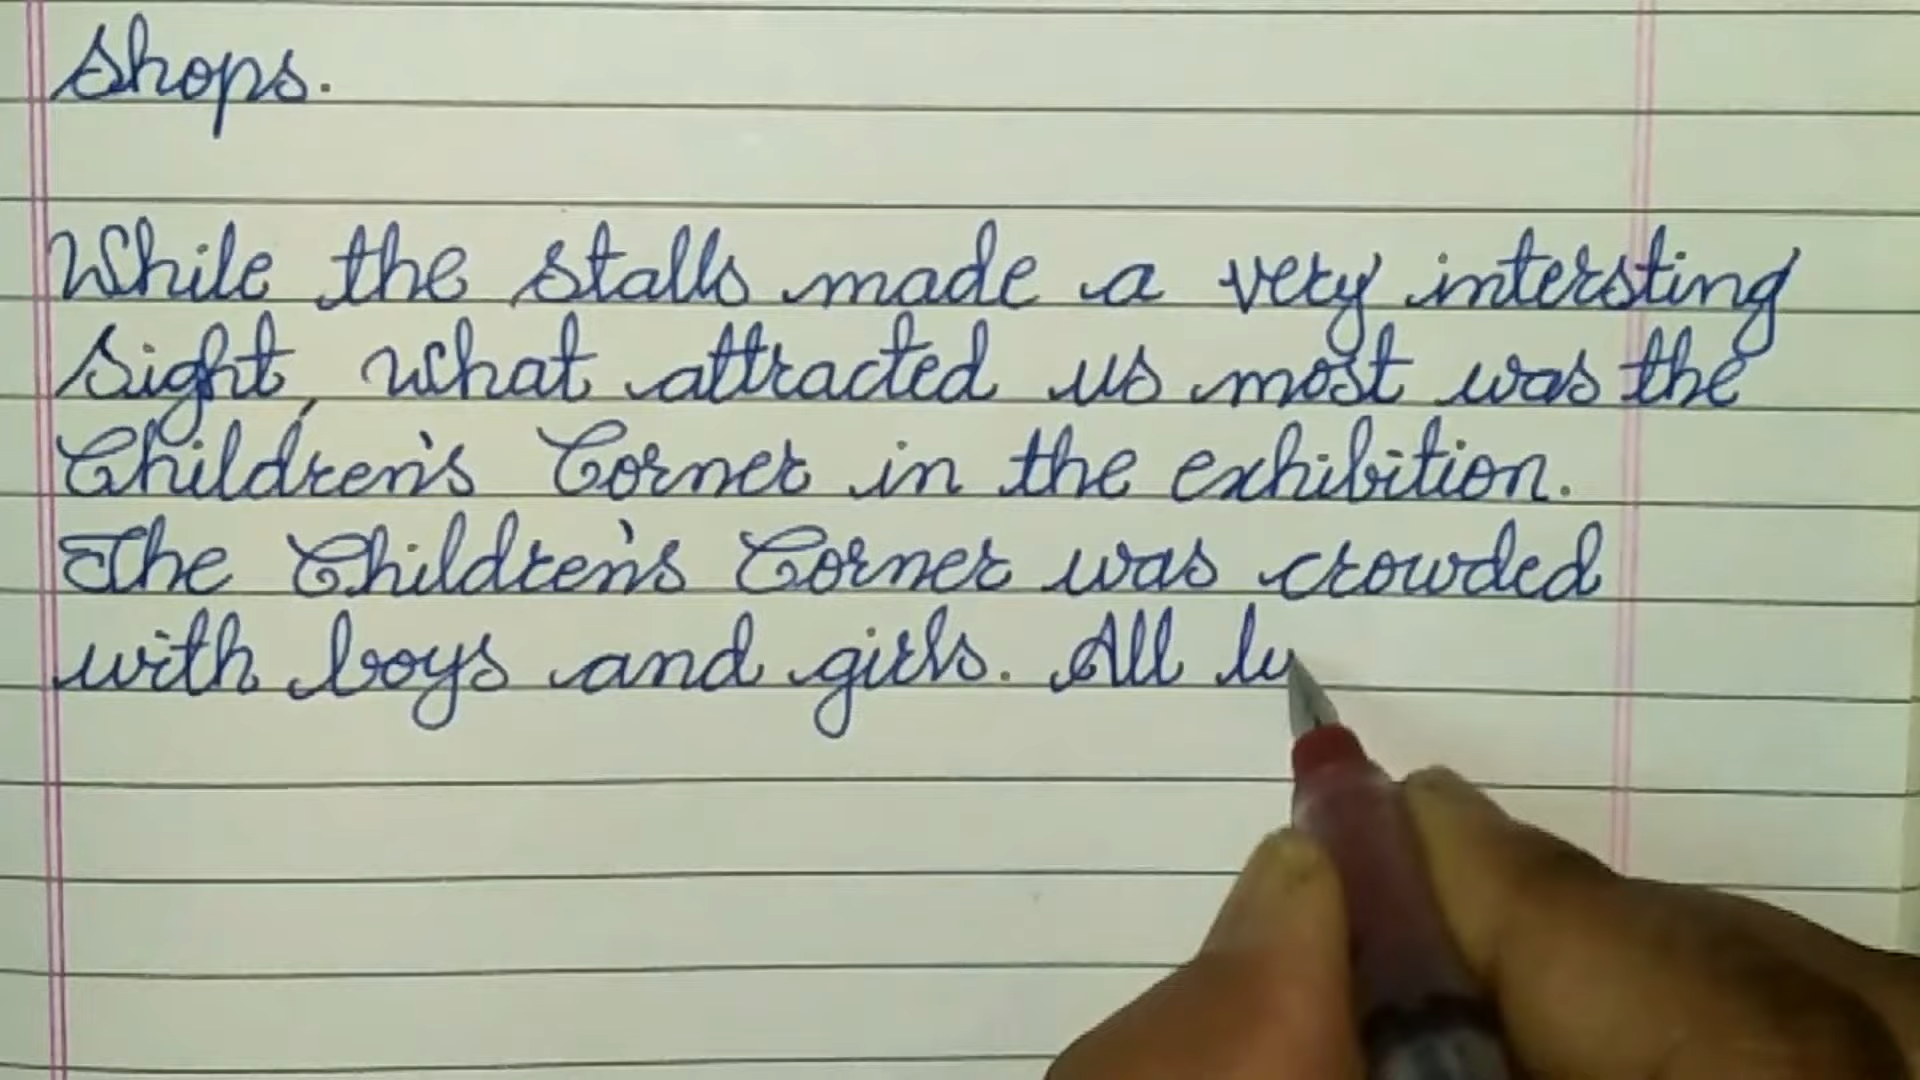 shops.
While the stalls made a very intersting
sight, what attracted us most was the
Children's Corner in the exhibition.
The Children's Corner was crowded
with boys and girls. All